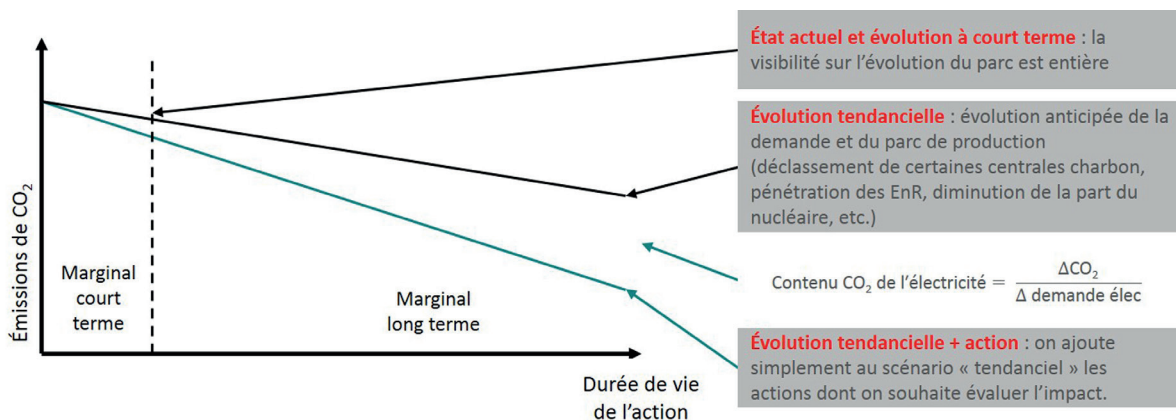 Émissions de CO₂
Marginal
court
terme
Marginal
long terme
Durée de vie
de l'action
État actuel et évolution à court terme : la
visibilité sur l'évolution du parc est entière
Évolution tendancielle : évolution anticipée de la
demande et du parc de production
(déclassement de certaines centrales charbon,
pénétration des EnR, diminution de la part du
nucléaire, etc.)
Contenu CO₂ de l'électricité = ΔCO₂
Δ demande élec
Évolution tendancielle + action : on ajoute
simplement au scénario « tendanciel » les
actions dont on souhaite évaluer l'impact.